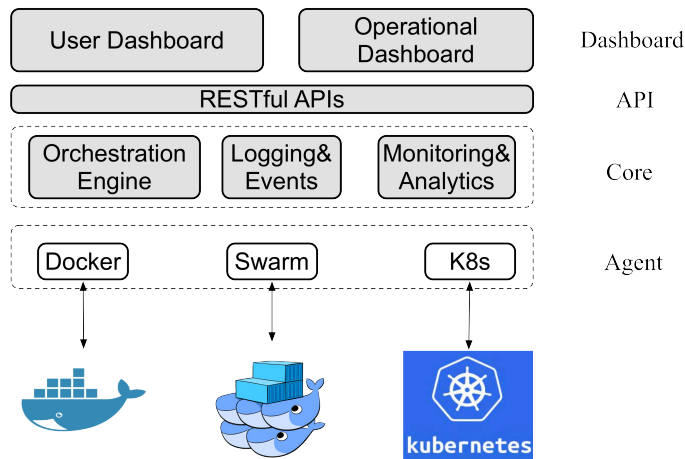 User Dashboard
Operational
Dashboard
Dashboard
RESTful APIs
API
Orchestration
Engine
Logging&
Events
Monitoring&
Analytics
Core
Docker
Swarm
K8s
Agent
kubernetes